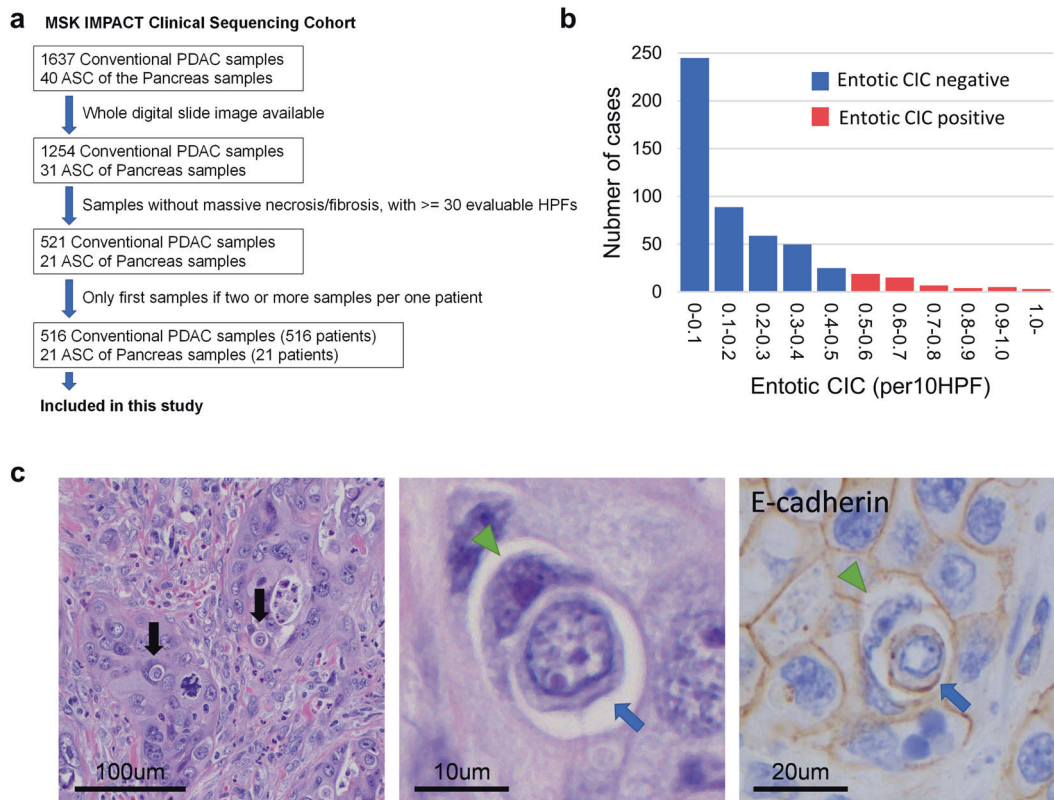 a MSK IMPACT Clinical Sequencing Cohort
1637 Conventional PDAC samples
40 ASC of the Pancreas samples
Whole digital slide image available
1254 Conventional PDAC samples
31 ASC of Pancreas samples
Samples without massive necrosis/fibrosis, with >= 30 evaluable HPFs
521 Conventional PDAC samples
21 ASC of Pancreas samples
Only first samples if two or more samples per one patient
516 Conventional PDAC samples (516 patients)
21 ASC of Pancreas samples (21 patients)
Included in this study
b
Nubmer of cases
250
200
150
100
50
0
Entotic CIC negative
Entotic CIC positive
0-0.1
0.1-0.2
0.2-0.3
0.3-0.4
0.4-0.5
0.5-0.6
0.6-0.7
0.7-0.8
0.8-0.9
0.9-1.0
1.0-
Entotic CIC (per10HPF)
c
100um
10um
E-cadherin
20um